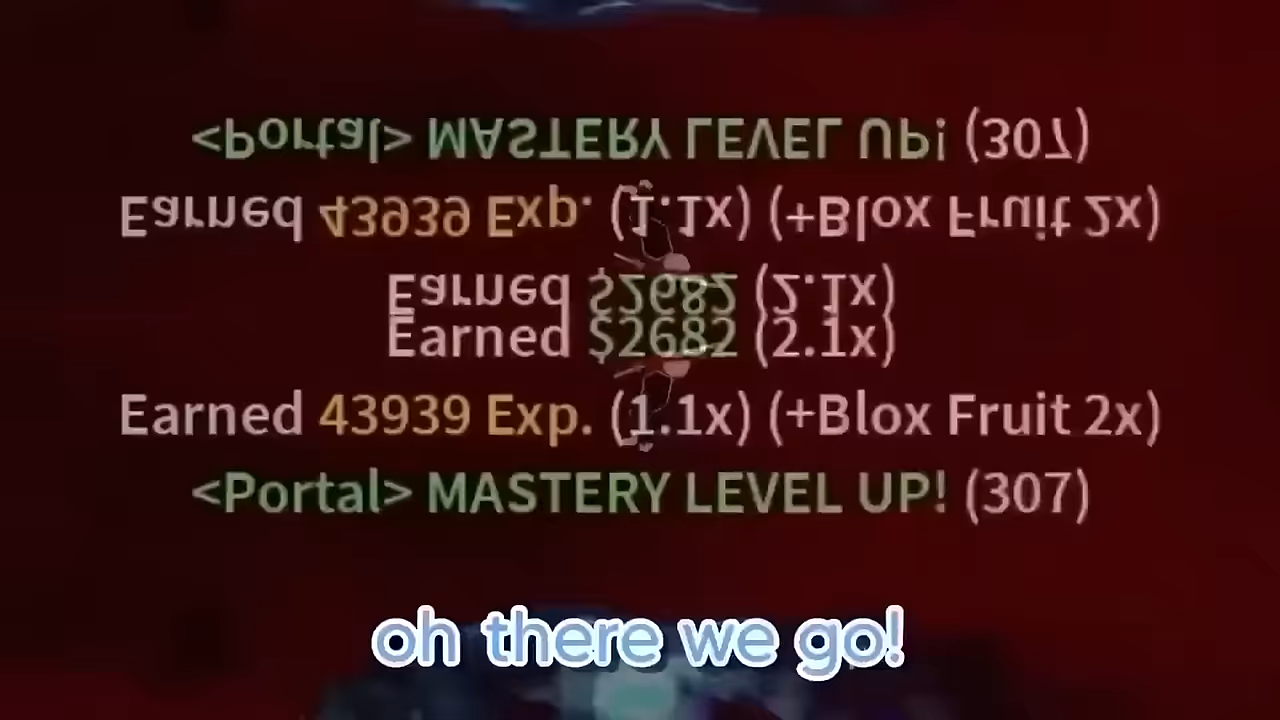 <Portal> MASTERY LEVEL UP! (307)
Earned 43939 Exp. (1.1x) (+Blox Fruit 2x)
Earned $2682 (2.1x)
Earned $2682 (2.1x)
Earned 43939 Exp. (1.1x) (+Blox Fruit 2x)
<Portal> MASTERY LEVEL UP! (307)
oh there we go!